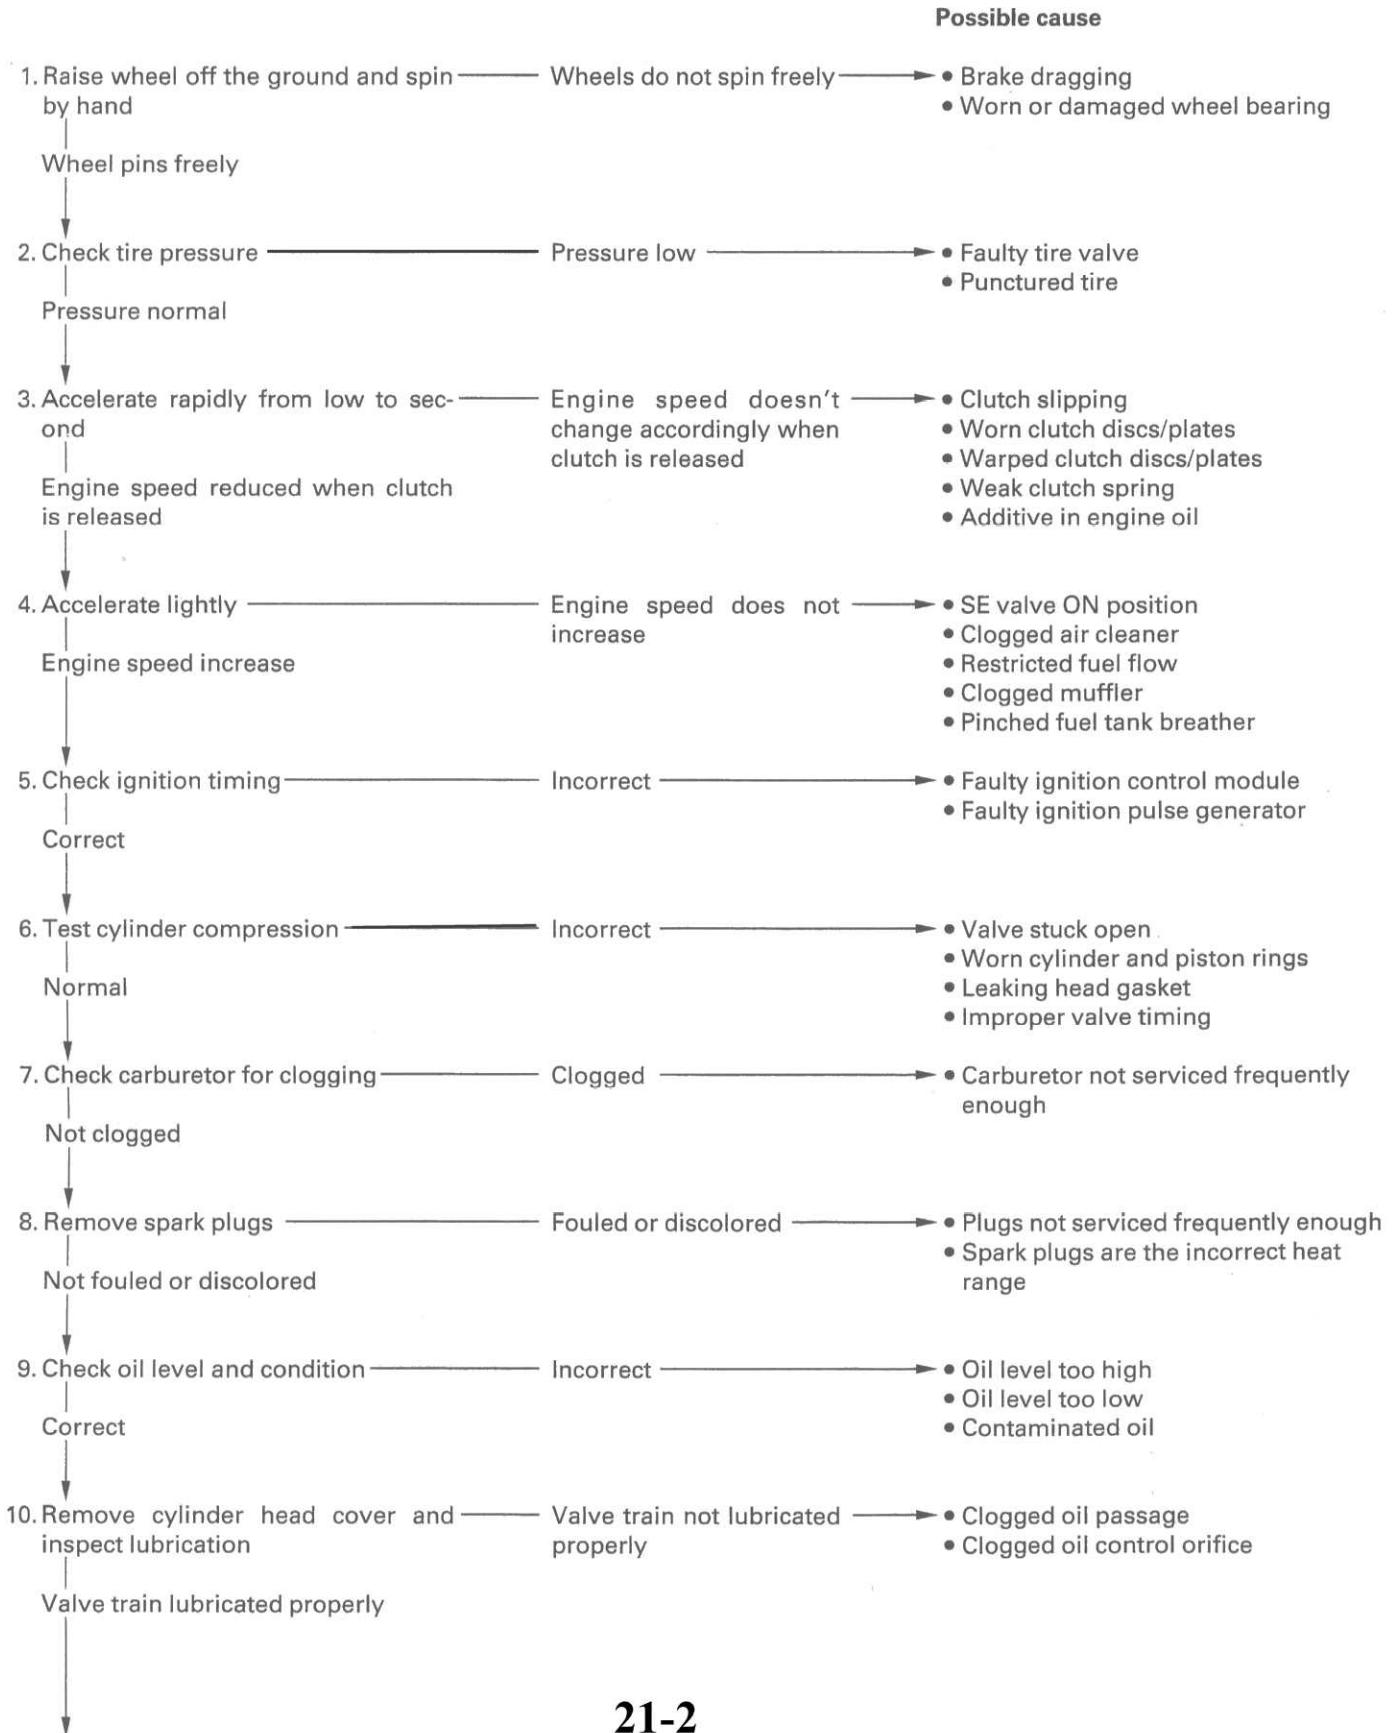 Possible cause
1. Raise wheel off the ground and spin by hand
Wheels do not spin freely
• Brake dragging
• Worn or damaged wheel bearing
Wheel pins freely
2. Check tire pressure
Pressure low
• Faulty tire valve
• Punctured tire
Pressure normal
3. Accelerate rapidly from low to sec-
ond
Engine speed doesn't
change accordingly when
clutch is released
• Clutch slipping
• Worn clutch discs/plates
• Warped clutch discs/plates
• Weak clutch spring
• Additive in engine oil
Engine speed reduced when clutch
is released
4. Accelerate lightly
Engine speed does not
increase
• SE valve ON position
• Clogged air cleaner
• Restricted fuel flow
• Clogged muffler
• Pinched fuel tank breather
Engine speed increase
5. Check ignition timing
Incorrect
• Faulty ignition control module
• Faulty ignition pulse generator
Correct
6. Test cylinder compression
Incorrect
• Valve stuck open
• Worn cylinder and piston rings
• Leaking head gasket
• Improper valve timing
Normal
7. Check carburetor for clogging
Clogged
• Carburetor not serviced frequently
enough
Not clogged
8. Remove spark plugs
Fouled or discolored
• Plugs not serviced frequently enough
• Spark plugs are the incorrect heat
range
Not fouled or discolored
9. Check oil level and condition
Incorrect
• Oil level too high
• Oil level too low
• Contaminated oil
Correct
10. Remove cylinder head cover and
inspect lubrication
Valve train not lubricated
properly
• Clogged oil passage
• Clogged oil control orifice
Valve train lubricated properly
21-2